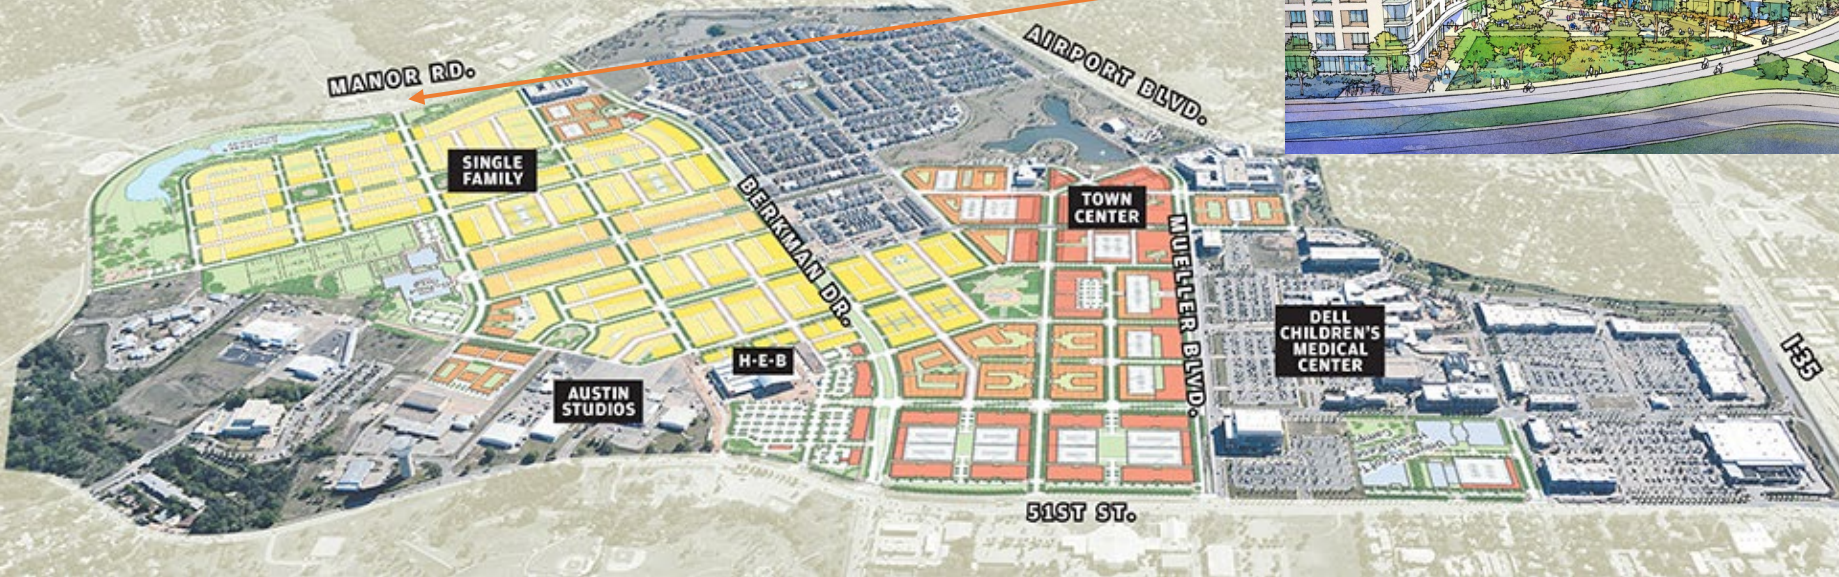 MANOR RD.
AIRPORT BLVD.
SINGLE
FAMILY
BERKMAN DR.
TOWN
CENTER
MUELLER BLVD.
DELL
CHILDREN'S
MEDICAL
CENTER
I-35
H-E-B
AUSTIN
STUDIOS
51ST ST.